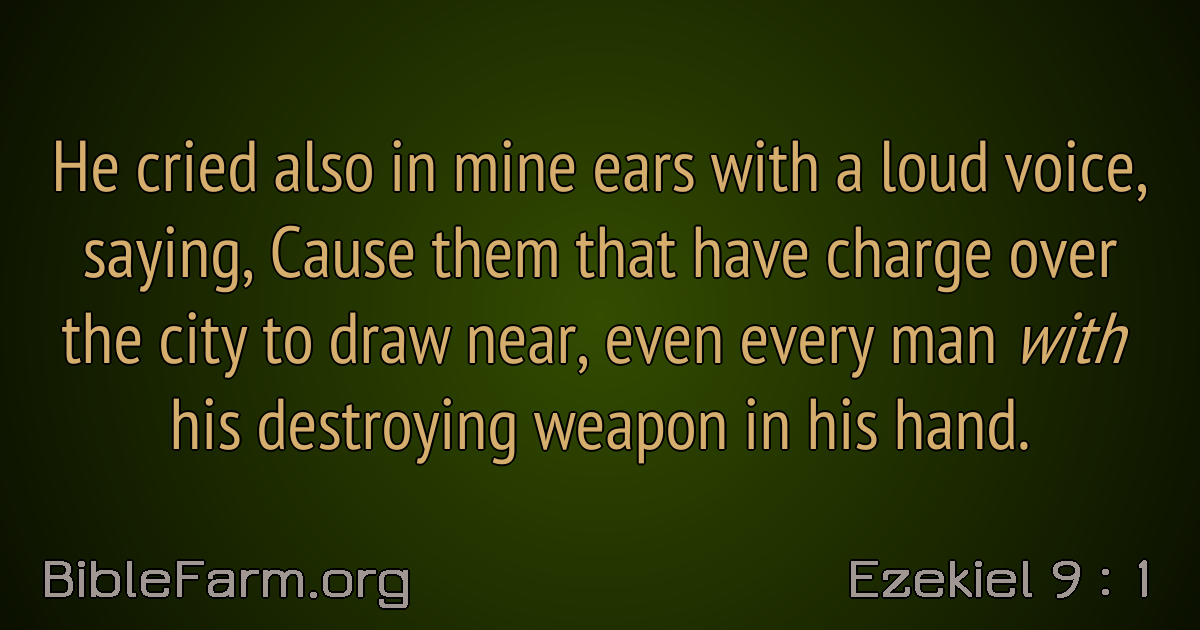 He cried also in mine ears with a loud voice,
saying, Cause them that have charge over
the city to draw near, even every man with
his destroying weapon in his hand.
BibleFarm.org
Ezekiel 9 : 1